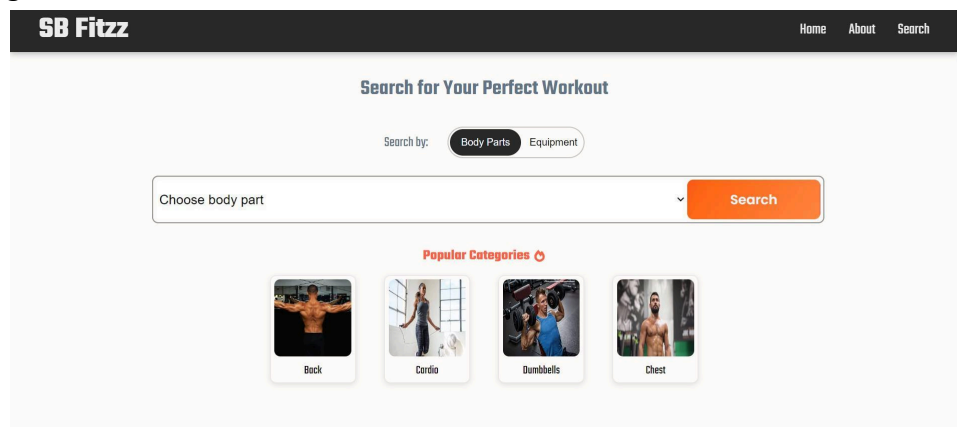 SB Fitzz
Home About Search
Search for Your Perfect Workout
Search by: Body Parts Equipment
Choose body part Search
Popular Categories
Back Cardio Dumbbells Chest